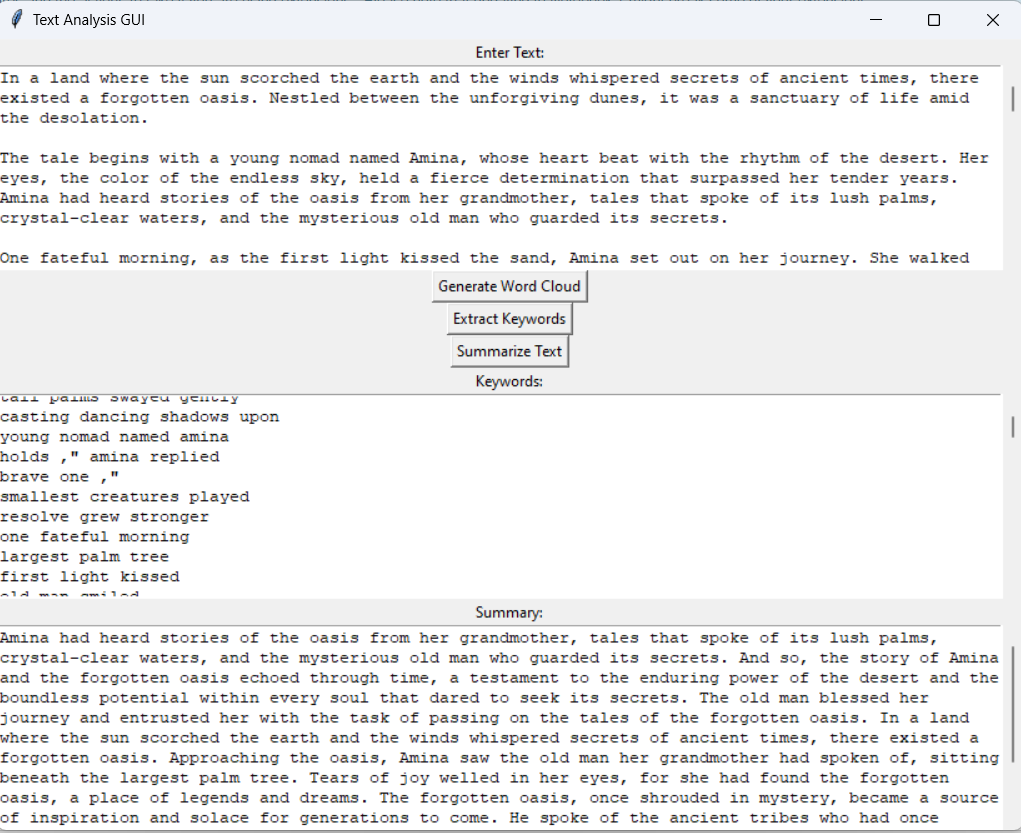 Text Analysis GUI
Enter Text:
In a land where the sun scorched the earth and the winds whispered secrets of ancient times, there
existed a forgotten oasis. Nestled between the unforgiving dunes, it was a sanctuary of life amid
the desolation.
The tale begins with a young nomad named Amina, whose heart beat with the rhythm of the desert. Her
eyes, the color of the endless sky, held a fierce determination that surpassed her tender years.
Amina had heard stories of the oasis from her grandmother, tales that spoke of its lush palms,
crystal-clear waters, and the mysterious old man who guarded its secrets.
One fateful morning, as the first light kissed the sand, Amina set out on her journey. She walked
Generate Word Cloud
Extract Keywords
Summarize Text
Keywords:
tall palms swayed gently
casting dancing shadows upon
young nomad named amina
holds ," amina replied
brave one ,"
smallest creatures played
resolve grew stronger
one fateful morning
largest palm tree
first light kissed
old man smiled
Summary:
Amina had heard stories of the oasis from her grandmother, tales that spoke of its lush palms,
crystal-clear waters, and the mysterious old man who guarded its secrets. And so, the story of Amina
and the forgotten oasis echoed through time, a testament to the enduring power of the desert and the
boundless potential within every soul that dared to seek its secrets. The old man blessed her
journey and entrusted her with the task of passing on the tales of the forgotten oasis. In a land
where the sun scorched the earth and the winds whispered secrets of ancient times, there existed a
forgotten oasis. Approaching the oasis, Amina saw the old man her grandmother had spoken of, sitting
beneath the largest palm tree. Tears of joy welled in her eyes, for she had found the forgotten
oasis, a place of legends and dreams. The forgotten oasis, once shrouded in mystery, became a source
of inspiration and solace for generations to come. He spoke of the ancient tribes who had once